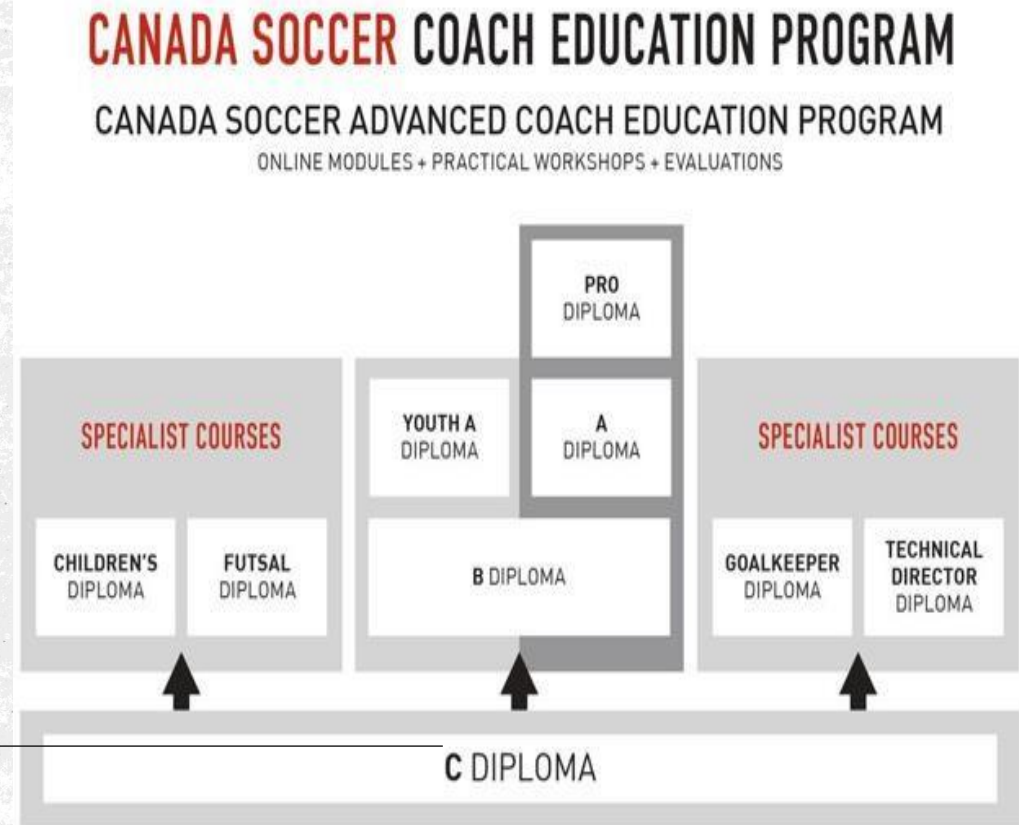 CANADA SOCCER COACH EDUCATION PROGRAM
CANADA SOCCER ADVANCED COACH EDUCATION PROGRAM
ONLINE MODULES + PRACTICAL WORKSHOPS + EVALUATIONS
PRO
DIPLOMA
SPECIALIST COURSES
YOUTH A
DIPLOMA
A
DIPLOMA
SPECIALIST COURSES
CHILDREN'S
DIPLOMA
FUTSAL
DIPLOMA
B DIPLOMA
GOALKEEPER
DIPLOMA
TECHNICAL
DIRECTOR
DIPLOMA
C DIPLOMA